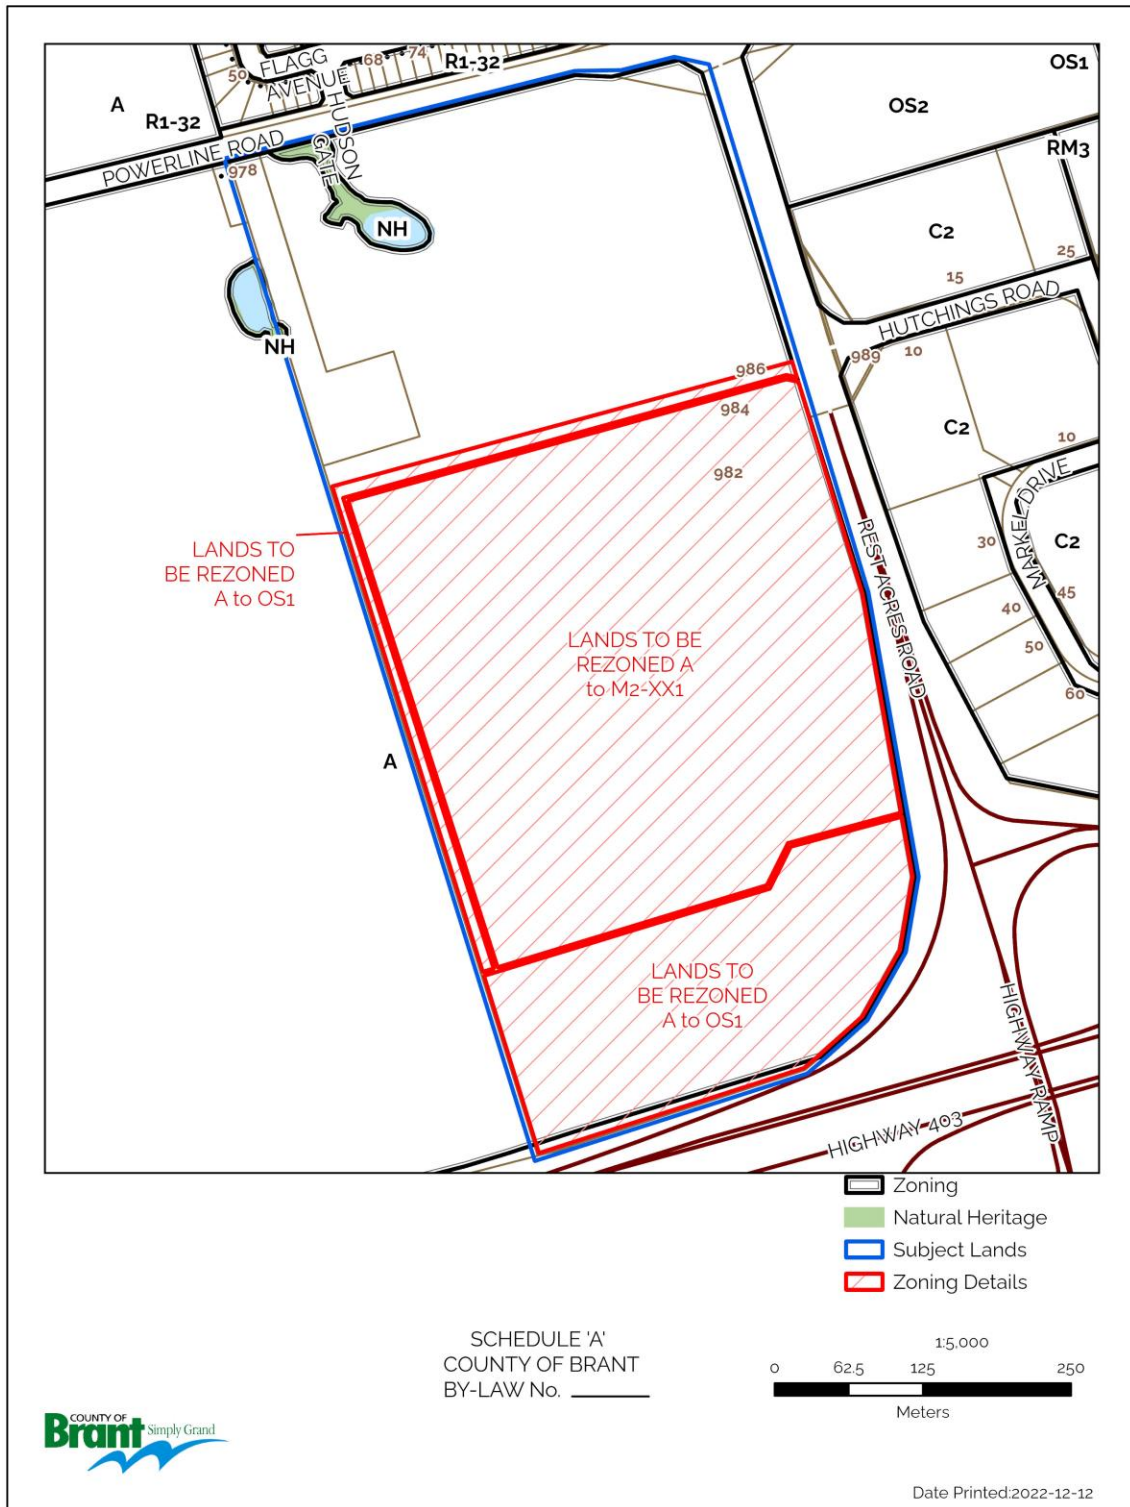 FLAGG
AVENUE
50
68
74
R1-32
OS1
A
R1-32
OS2
HUDSON
GATE
POWERLINE ROAD
RM3
978
NH
C2
25
15
HUTCHINGS ROAD
NH
989
10
986
984
C2
10
982
MARKEL DRIVE
LANDS TO
BE REZONED
A to OS1
REST ACRES ROAD
30
C2
45
40
LANDS TO BE
REZONED A
to M2-XX1
50
60
A
LANDS TO
BE REZONED
A to OS1
HIGHWAY RAMP
HIGHWAY 403
Zoning
Natural Heritage
Subject Lands
Zoning Details
SCHEDULE 'A'
COUNTY OF BRANT
BY-LAW No. ________
1:5,000
0 62.5 125 250
Meters
COUNTY OF
Brant Simply Grand
Date Printed:2022-12-12